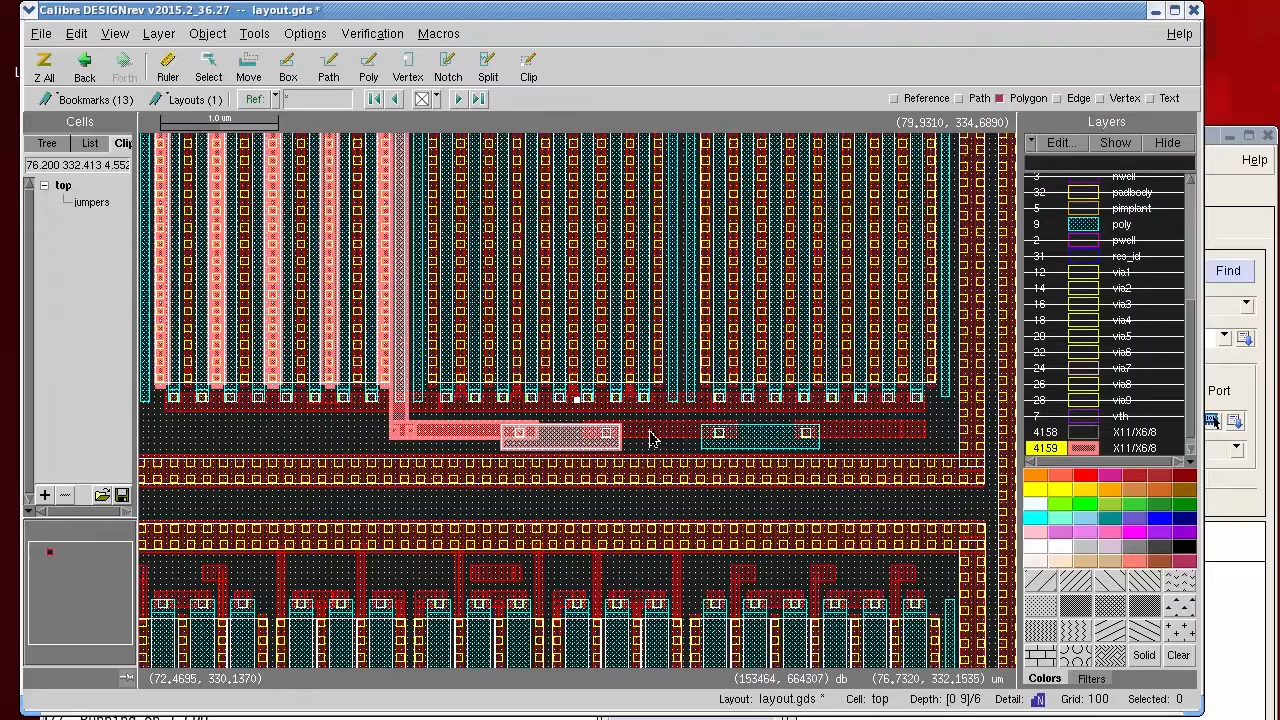 Calibre DESIGNrev v2015.2_36.27 -- layout.gds *
File Edit View Layer Object Tools Options Verification Macros Help
Z All Back Forth Ruler Select Move Box Path Poly Vertex Notch Split Clip
Bookmarks (13) Layouts (1) Ref: * Reference Path Polygon Edge Vertex Text
Cells
1.0 um
(79.9310, 334.6890)
Layers
Tree List Clip
Edit... Show Hide
Help
76.200 332.413 4.552
top
jumpers
3 nwell
32 padbody
5 pimplant
9 poly
2 pwell
31 res_id
12 via1
14 via2
16 via3
18 via4
20 via5
22 via6
24 via7
26 via8
28 via9
7 vth
4158 X11/X6/8
4159 X11/X6/8
Find
Port
Solid Clear
Colors Filters
(72.4695, 330.1370)
(153464, 664307) db
(76.7320, 332.1535) um
Layout: layout.gds * Cell: top Depth: [0 9]/6 Detail: Grid: 100 Selected: 0